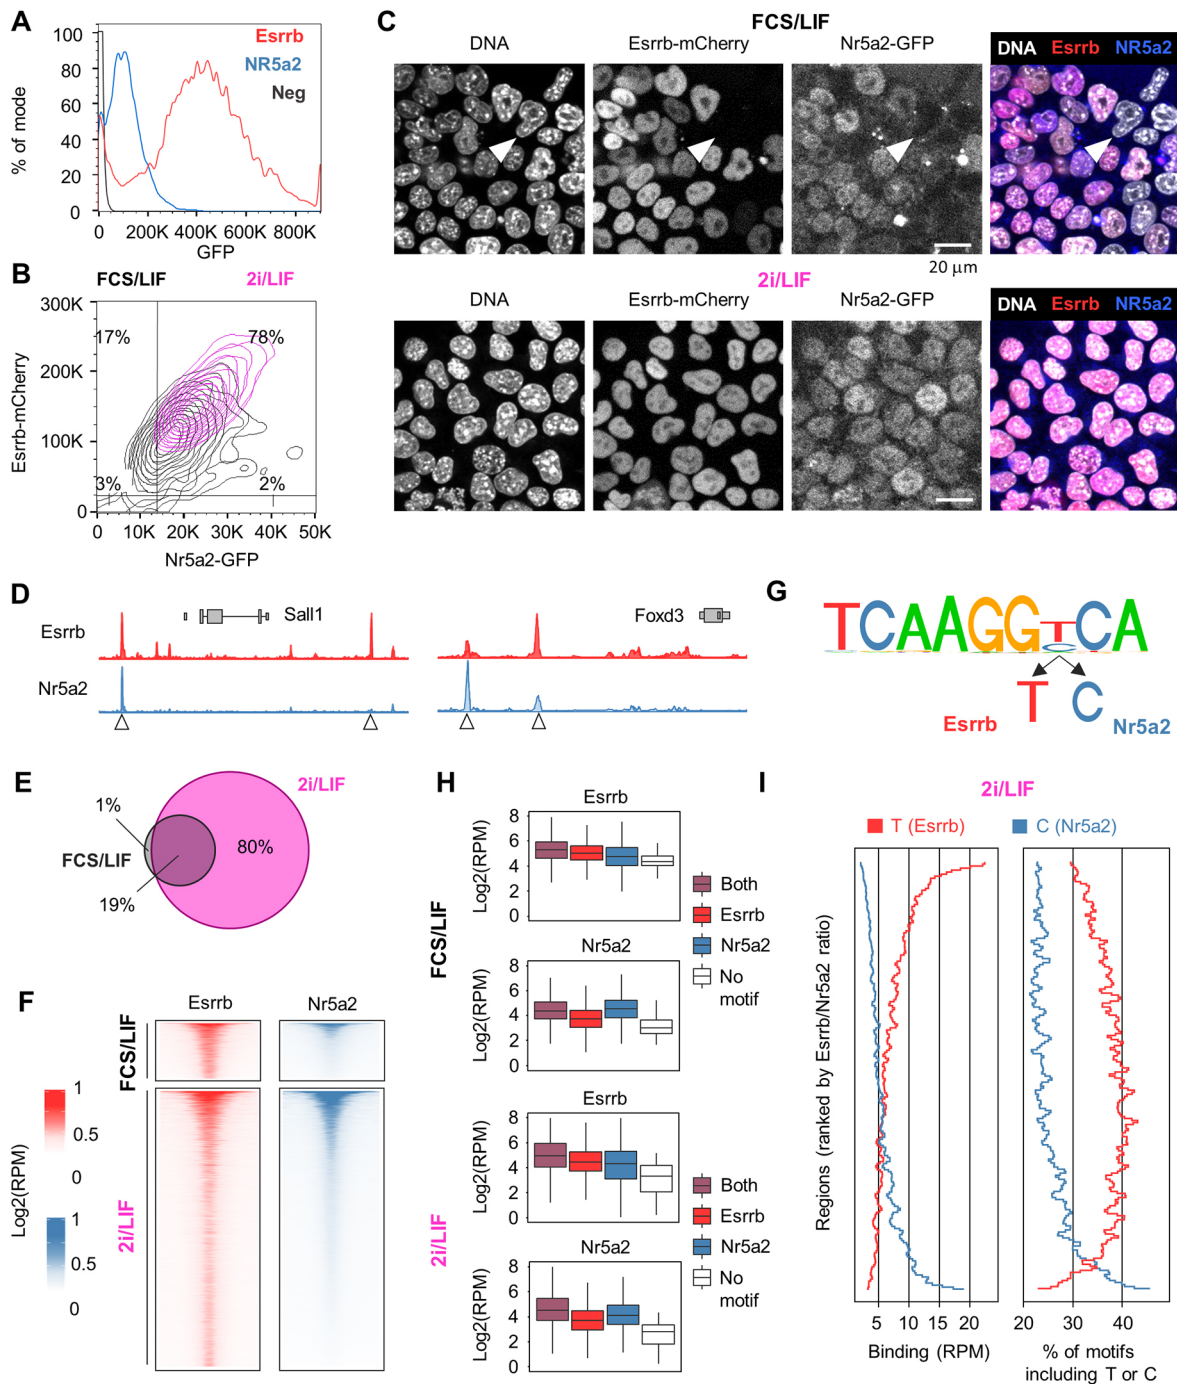 A
100
80
60
40
20
0
% of mode
Esrrb
NR5a2
Neg
200K 400K 600K 800K
GFP
B
FCS/LIF 2i/LIF
300K
200K
100K
0
Esrrb-mCherry
17% 78%
3% 2%
0 10K 20K 30K 40K 50K
Nr5a2-GFP
C
FCS/LIF
DNA Esrrb-mCherry Nr5a2-GFP DNA Esrrb NR5a2
20 µm
2i/LIF
DNA Esrrb-mCherry Nr5a2-GFP DNA Esrrb NR5a2
D
Sall1 Foxd3
Esrrb
Nr5a2
G
TCAAGGTCA
C
T C
Esrrb Nr5a2
E
2i/LIF
1%
FCS/LIF
80%
19%
F
Esrrb Nr5a2
FCS/LIF
2i/LIF
1
0.5
0
Log2(RPM)
1
0.5
0
H
FCS/LIF
Esrrb
8
6
4
2
0
Log2(RPM)
Nr5a2
8
6
4
2
0
Log2(RPM)
Both
Esrrb
Nr5a2
No
motif
2i/LIF
Esrrb
8
6
4
2
0
Log2(RPM)
Nr5a2
8
6
4
2
0
Log2(RPM)
Both
Esrrb
Nr5a2
No
motif
I
2i/LIF
T (Esrrb) C (Nr5a2)
Regions (ranked by Esrrb/Nr5a2 ratio)
5 10 15 20
Binding (RPM)
20 30 40
% of motifs
including T or C